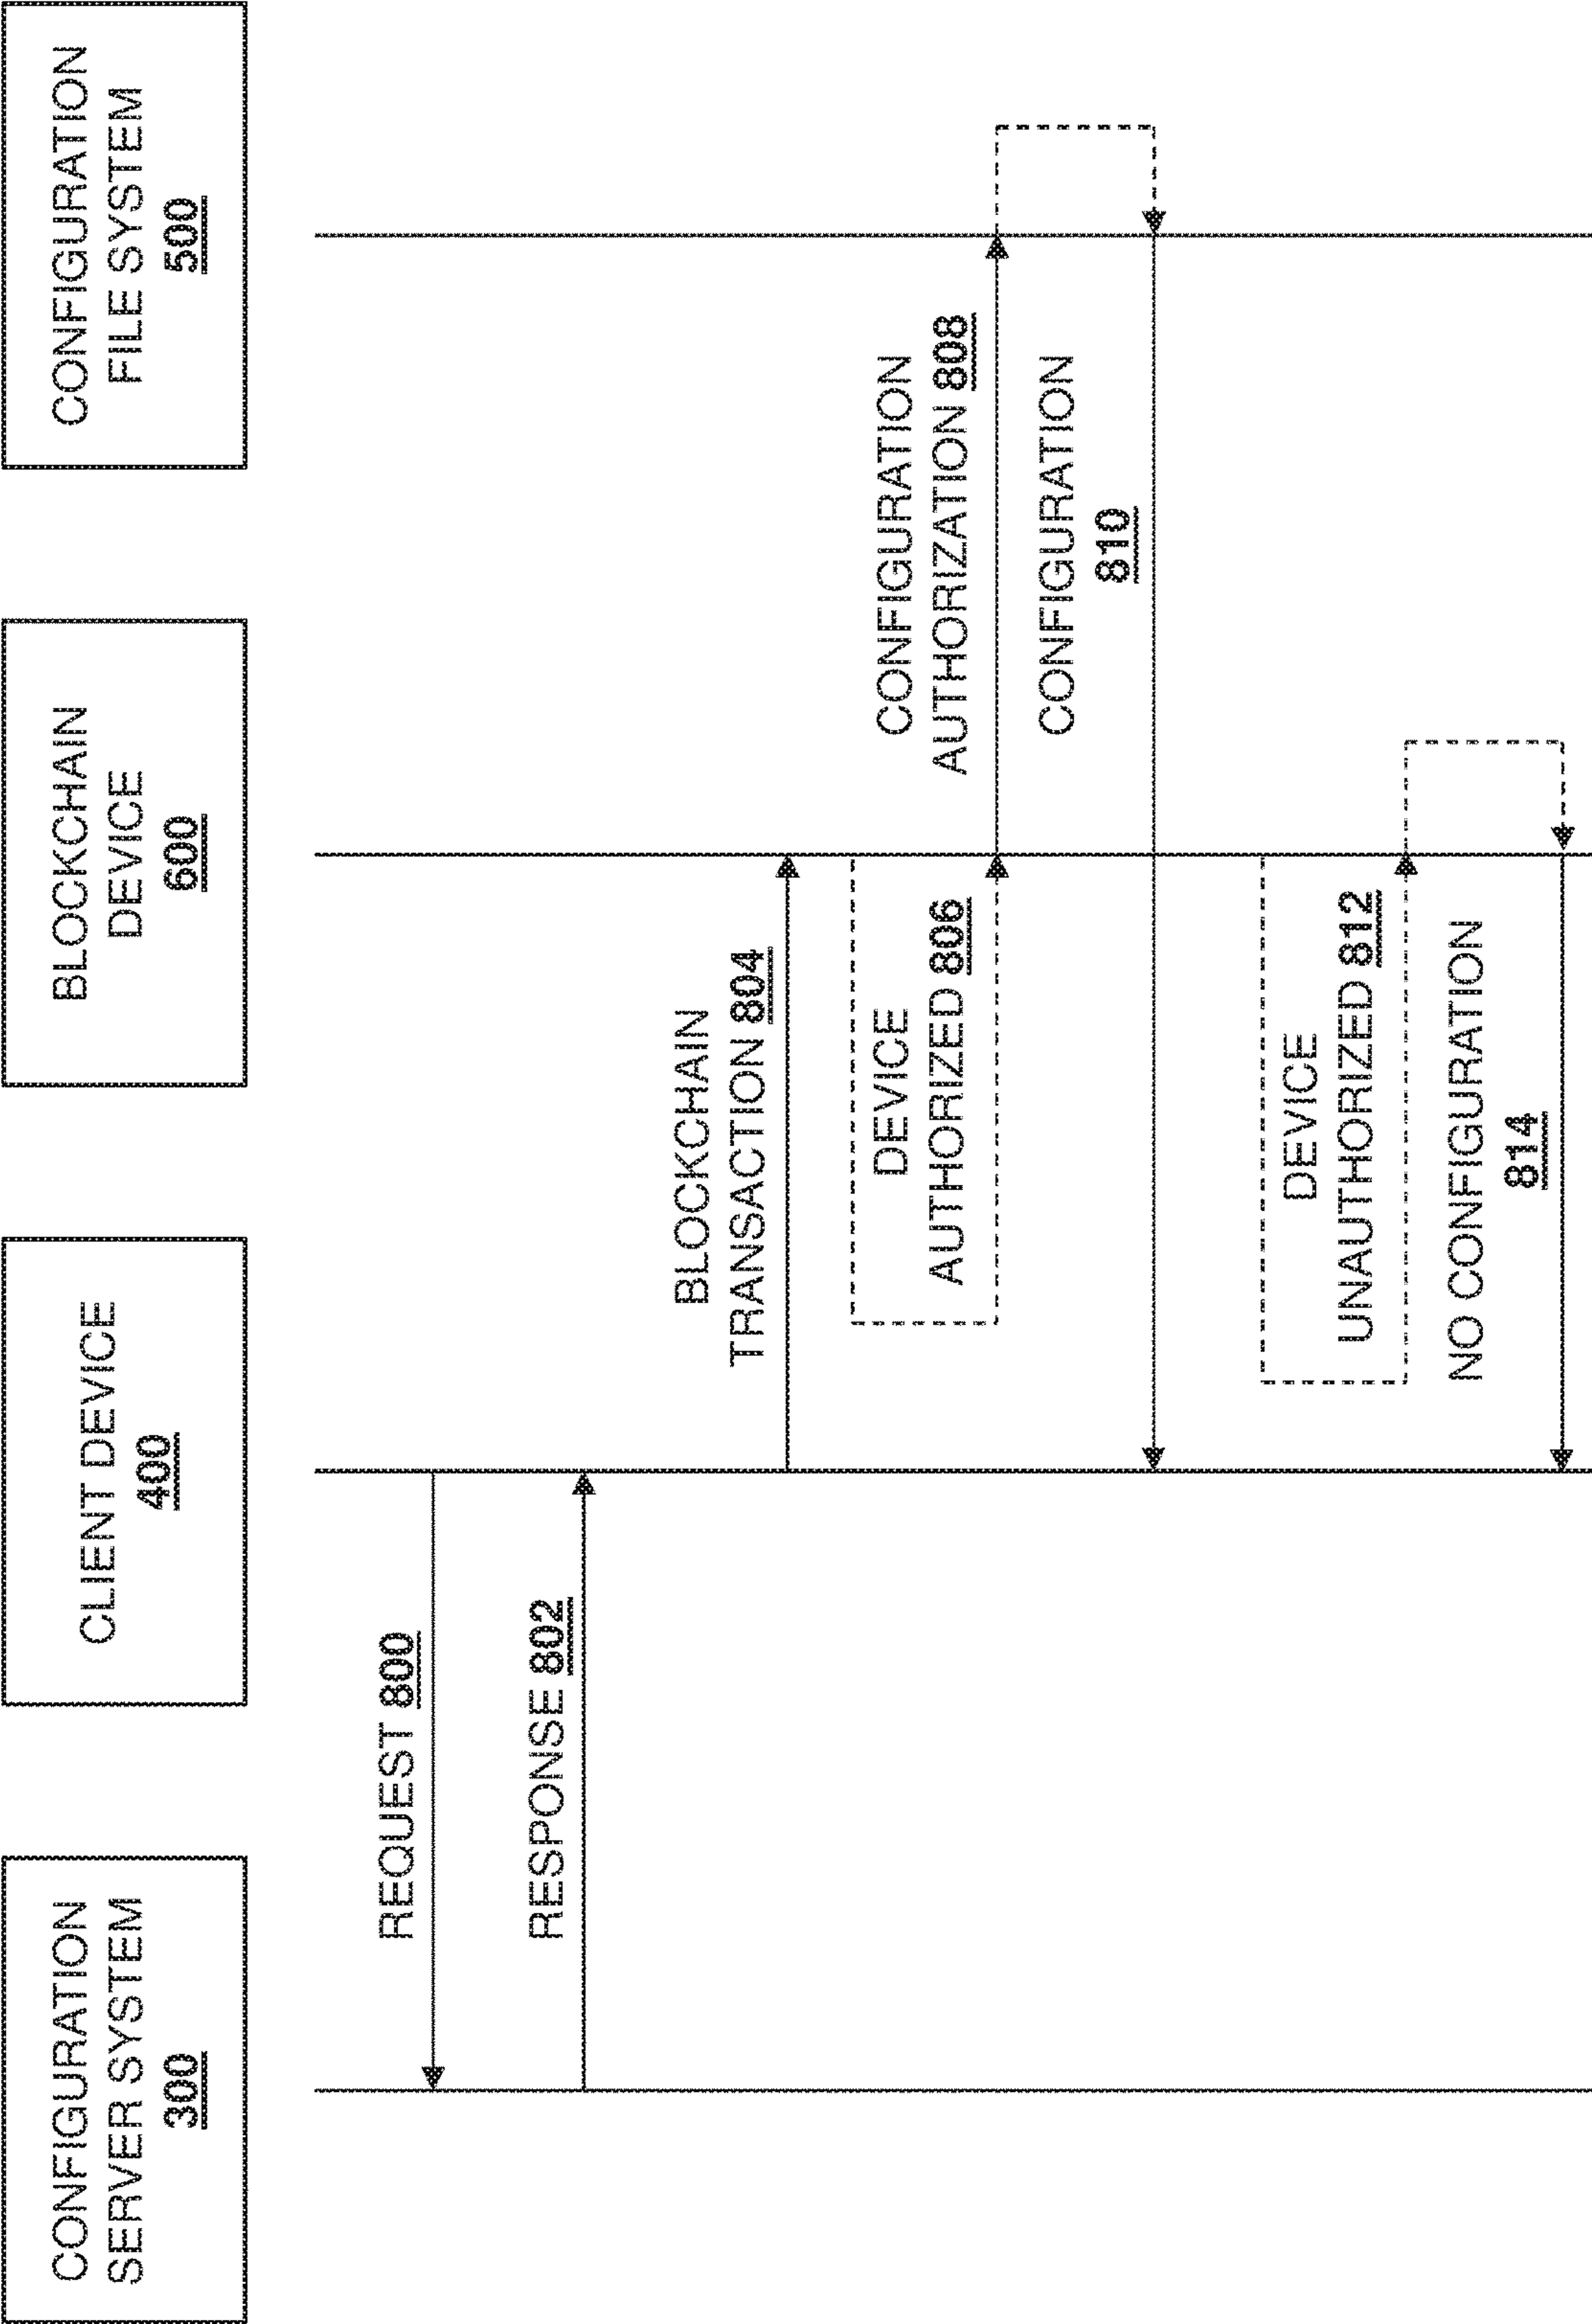 CONFIGURATION
SERVER SYSTEM
300
CLIENT DEVICE
400
BLOCKCHAIN
DEVICE
600
CONFIGURATION
FILE SYSTEM
500
REQUEST 800
RESPONSE 802
BLOCKCHAIN
TRANSACTION 804
DEVICE
AUTHORIZED 806
CONFIGURATION
AUTHORIZATION 808
CONFIGURATION
810
DEVICE
UNAUTHORIZED 812
NO CONFIGURATION
814